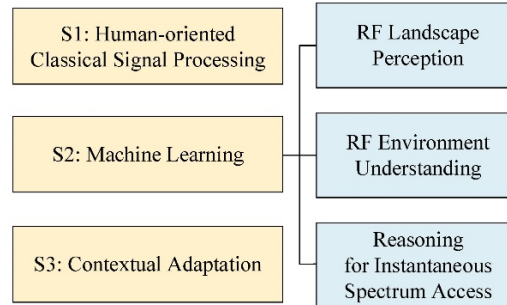 S1: Human-oriented
Classical Signal Processing
RF Landscape
Perception
S2: Machine Learning
RF Environment
Understanding
S3: Contextual Adaptation
Reasoning
for Instantaneous
Spectrum Access